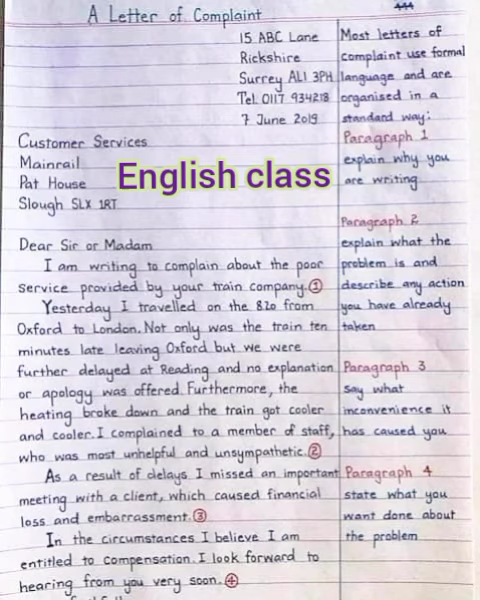 A Letter of Complaint
15 ABC Lane
Rickshire
Surrey AL1 3PH
Tel. 0117 934218
7 June 2019
Customer Services
Mainrail
Pat House
Slough SLX 1RT
English class
Dear Sir or Madam
I am writing to complain about the poor
service provided by your train company. ①
Yesterday I travelled on the 820 from
Oxford to London. Not only was the train ten
minutes late leaving Oxford but we were
further delayed at Reading and no explanation
or apology was offered. Furthermore, the
heating broke down and the train got cooler
and cooler. I complained to a member of staff,
who was most unhelpful and unsympathetic. ②
As a result of delays I missed an important
meeting with a client, which caused financial
loss and embarrassment. ③
In the circumstances I believe I am
entitled to compensation. I look forward to
hearing from you very soon. ④
Most letters of
complaint use formal
language and are
organised in a
standard way:
Paragraph 1
explain why you
are writing
Paragraph 2
explain what the
problem is and
describe any action
you have already
taken
Paragraph 3
say what
inconvenience it
has caused you
Paragraph 4
state what you
want done about
the problem